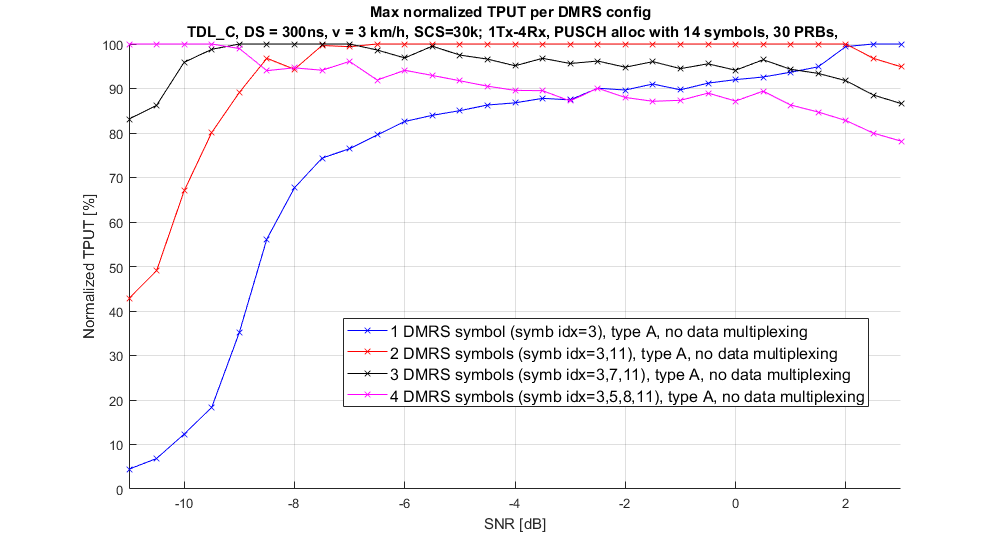 Max normalized TPUT per DMRS config
TDL_C, DS = 300ns, v = 3 km/h, SCS=30k; 1Tx-4Rx, PUSCH alloc with 14 symbols, 30 PRBs,
100
90
80
70
60
50
40
30
20
10
0
Normalized TPUT [%]
1 DMRS symbol (symb idx=3), type A, no data multiplexing
2 DMRS symbols (symb idx=3,11), type A, no data multiplexing
3 DMRS symbols (symb idx=3,7,11), type A, no data multiplexing
4 DMRS symbols (symb idx=3,5,8,11), type A, no data multiplexing
-10 -8 -6 -4 -2 0 2
SNR [dB]